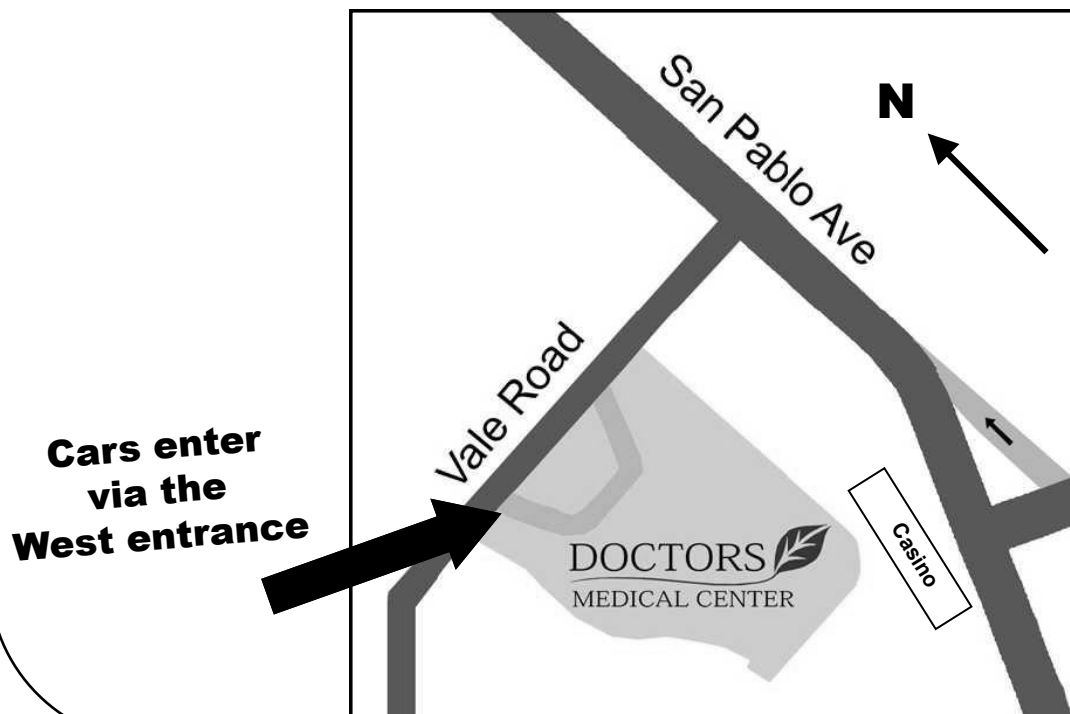 San Pablo Ave
N
Vale Road
Cars enter
via the
West entrance
DOCTORS
MEDICAL CENTER
Casino